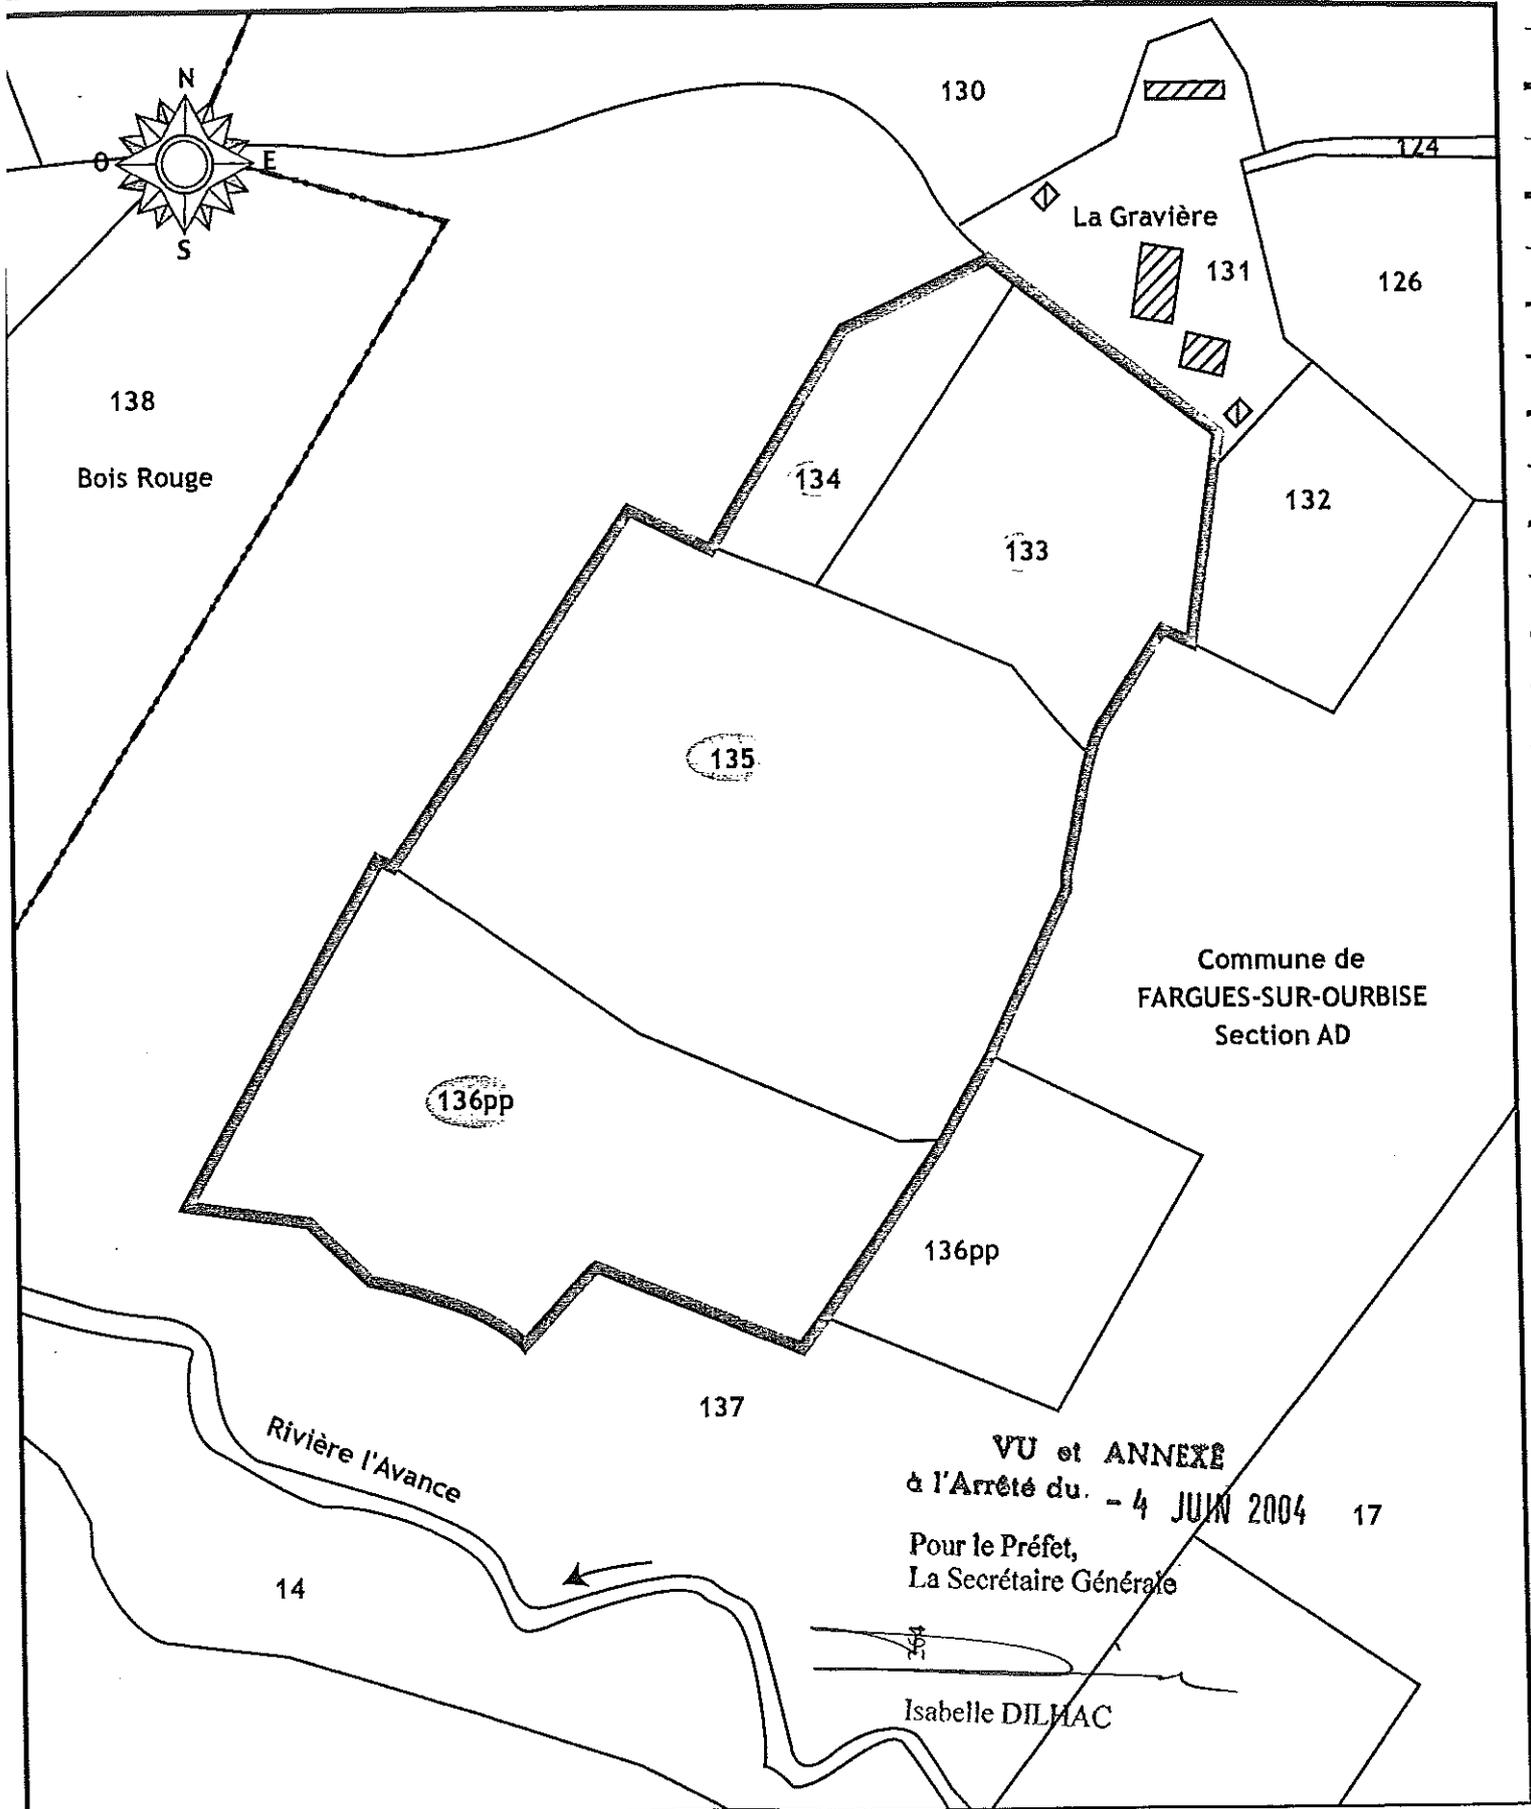 N
130
124
O
E
La Gravière
S
131
126
138
Bois Rouge
134
132
133
135
Commune de
FARGUES-SUR-OURBISE
Section AD
136pp
136pp
137
Rivière l'Avance
VU et ANNEXÉ
à l'Arrêté du. - 4 JUIN 2004
17
Pour le Préfet,
La Secrétaire Générale
14
364
Isabelle DILHAC